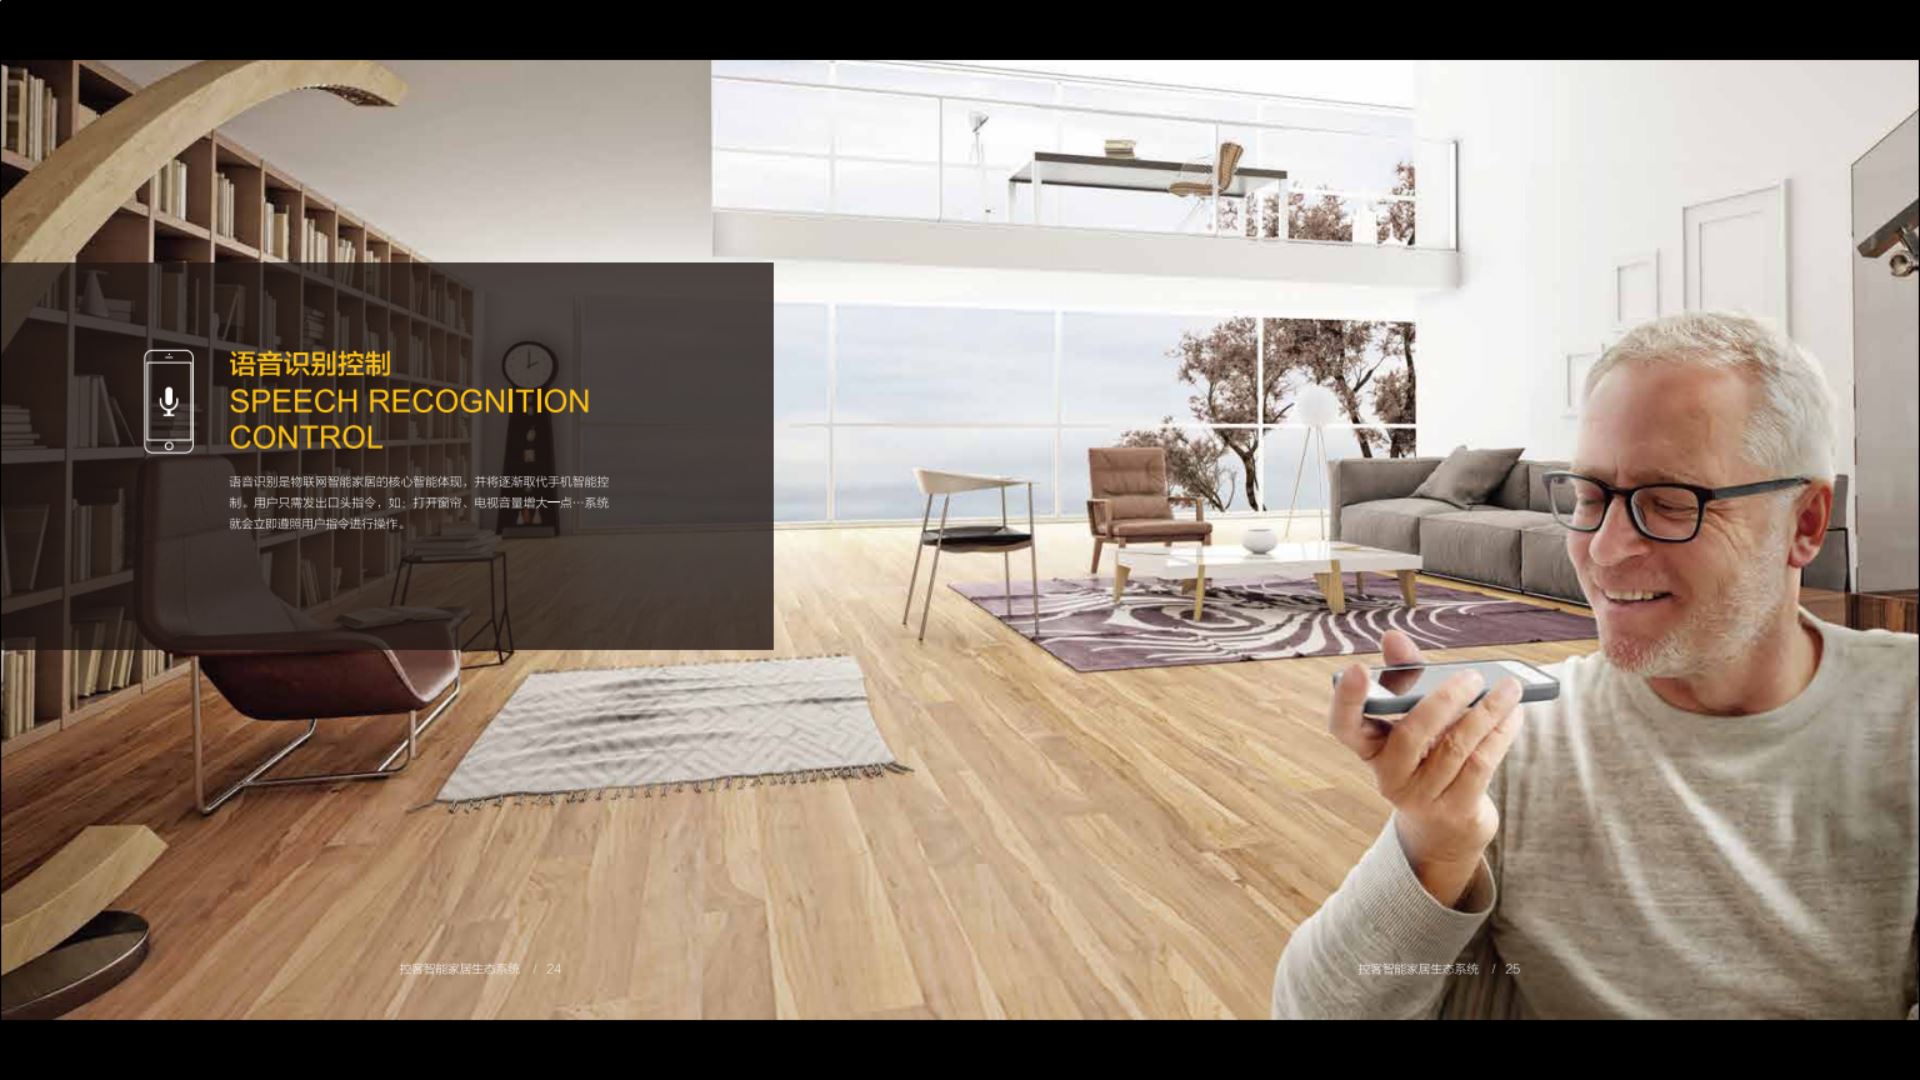 语音识别控制
SPEECH RECOGNITION
CONTROL
语音识别是物联网智能家居的核心智能体现，并将逐渐取代手机智能控
制。用户只需发出口头指令，如：打开窗帘、电视音量增大一点…系统
就会立即遵照用户指令进行操作。
控客智能家居生态系统 / 24
控客智能家居生态系统 / 25